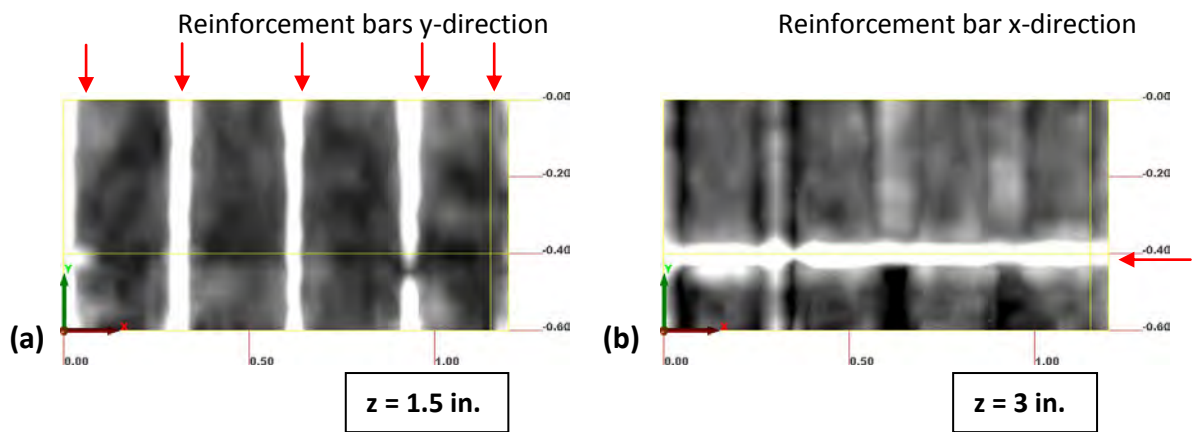 Reinforcement bars y-direction
Reinforcement bar x-direction
-0.00
-0.20
-0.40
-0.60
Y
X
0.00
0.50
1.00
(a)
z = 1.5 in.
-0.00
-0.20
-0.40
-0.60
Y
X
0.00
0.50
1.00
(b)
z = 3 in.